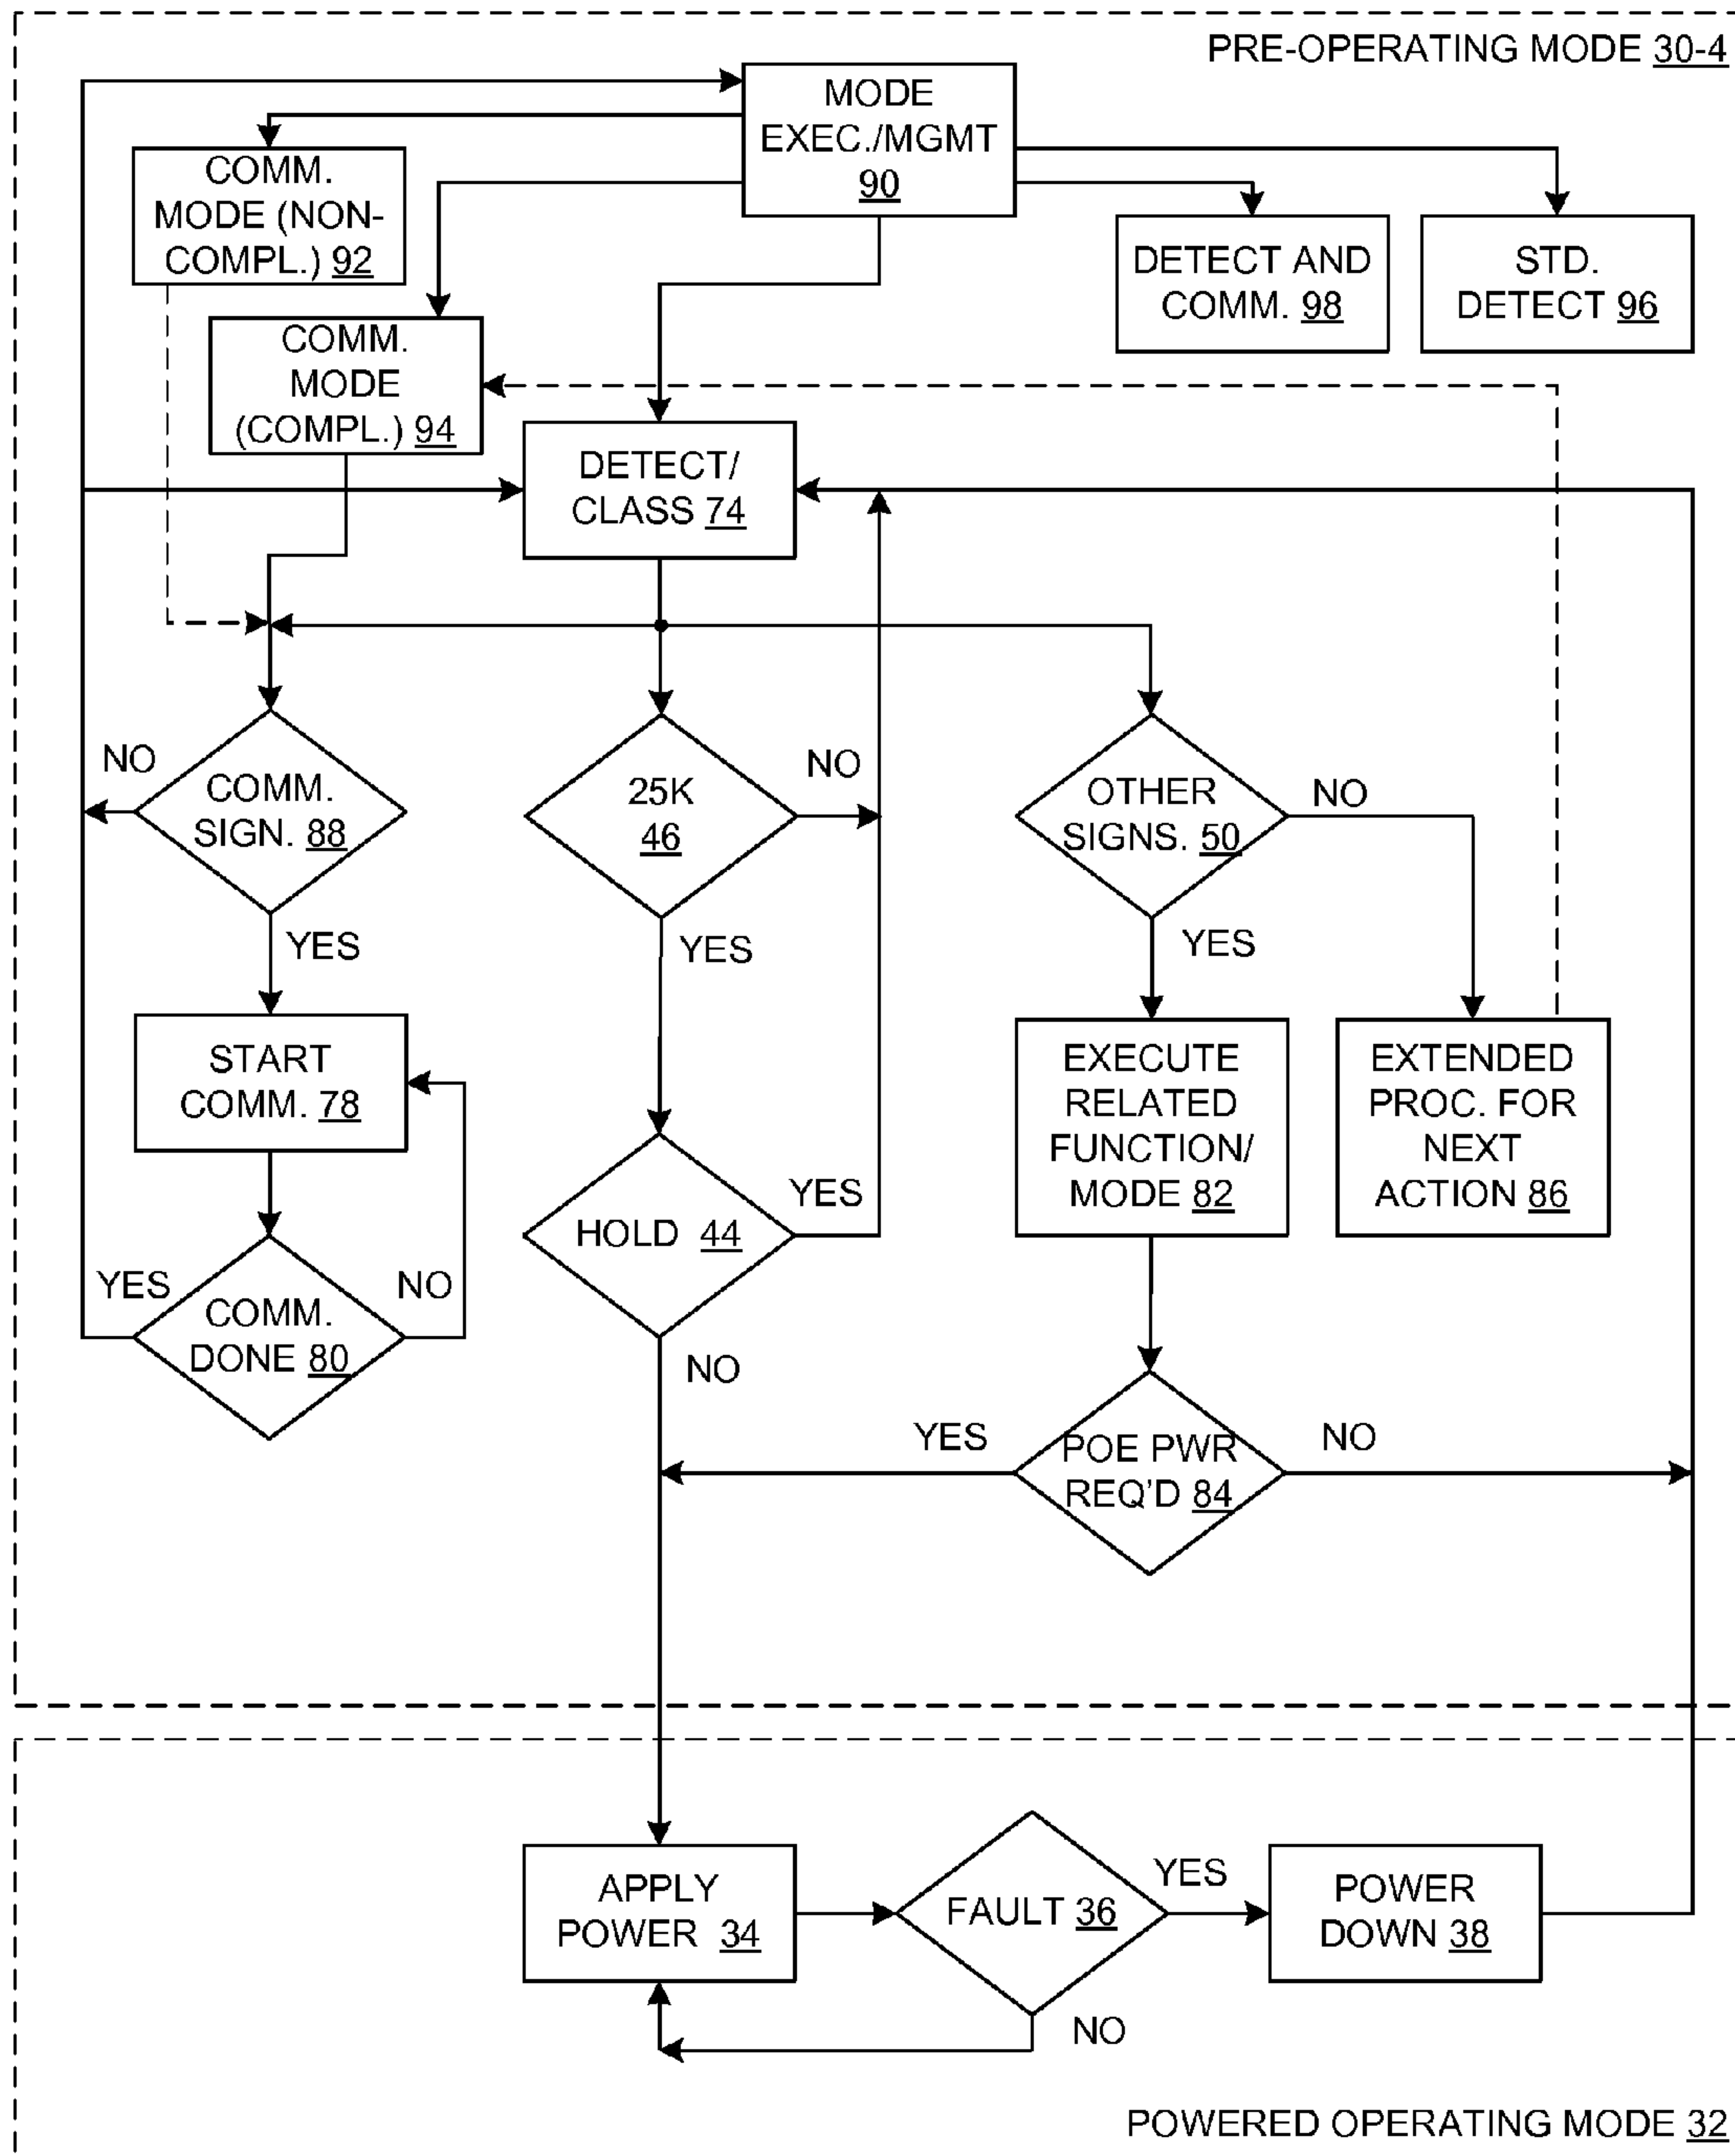 PRE-OPERATING MODE 30-4
MODE
EXEC./MGMT
90
COMM.
MODE (NON-
COMPL.) 92
DETECT AND
COMM. 98
STD.
DETECT 96
COMM.
MODE
(COMPL.) 94
DETECT/
CLASS 74
NO
COMM.
SIGN. 88
YES
25K
46
NO
YES
OTHER
SIGNS. 50
NO
YES
START
COMM. 78
EXECUTE
RELATED
FUNCTION/
MODE 82
EXTENDED
PROC. FOR
NEXT
ACTION 86
HOLD 44
YES
NO
YES
COMM.
DONE 80
NO
YES
POE PWR
REQ'D 84
NO
APPLY
POWER 34
FAULT 36
YES
NO
POWER
DOWN 38
POWERED OPERATING MODE 32